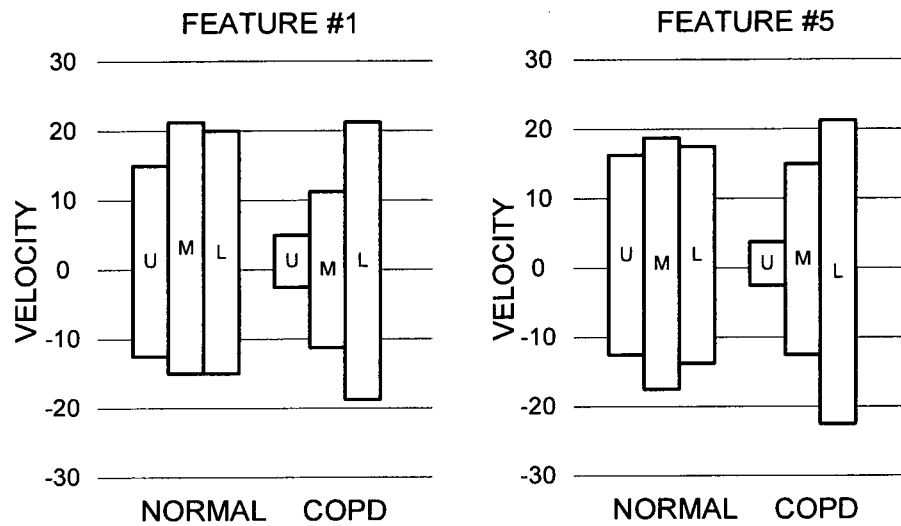 FEATURE #1
30
20
10
0
-10
-20
-30
VELOCITY
U
M
L
U
M
L
NORMAL COPD
FEATURE #5
30
20
10
0
-10
-20
-30
VELOCITY
U
M
L
U
M
L
NORMAL COPD